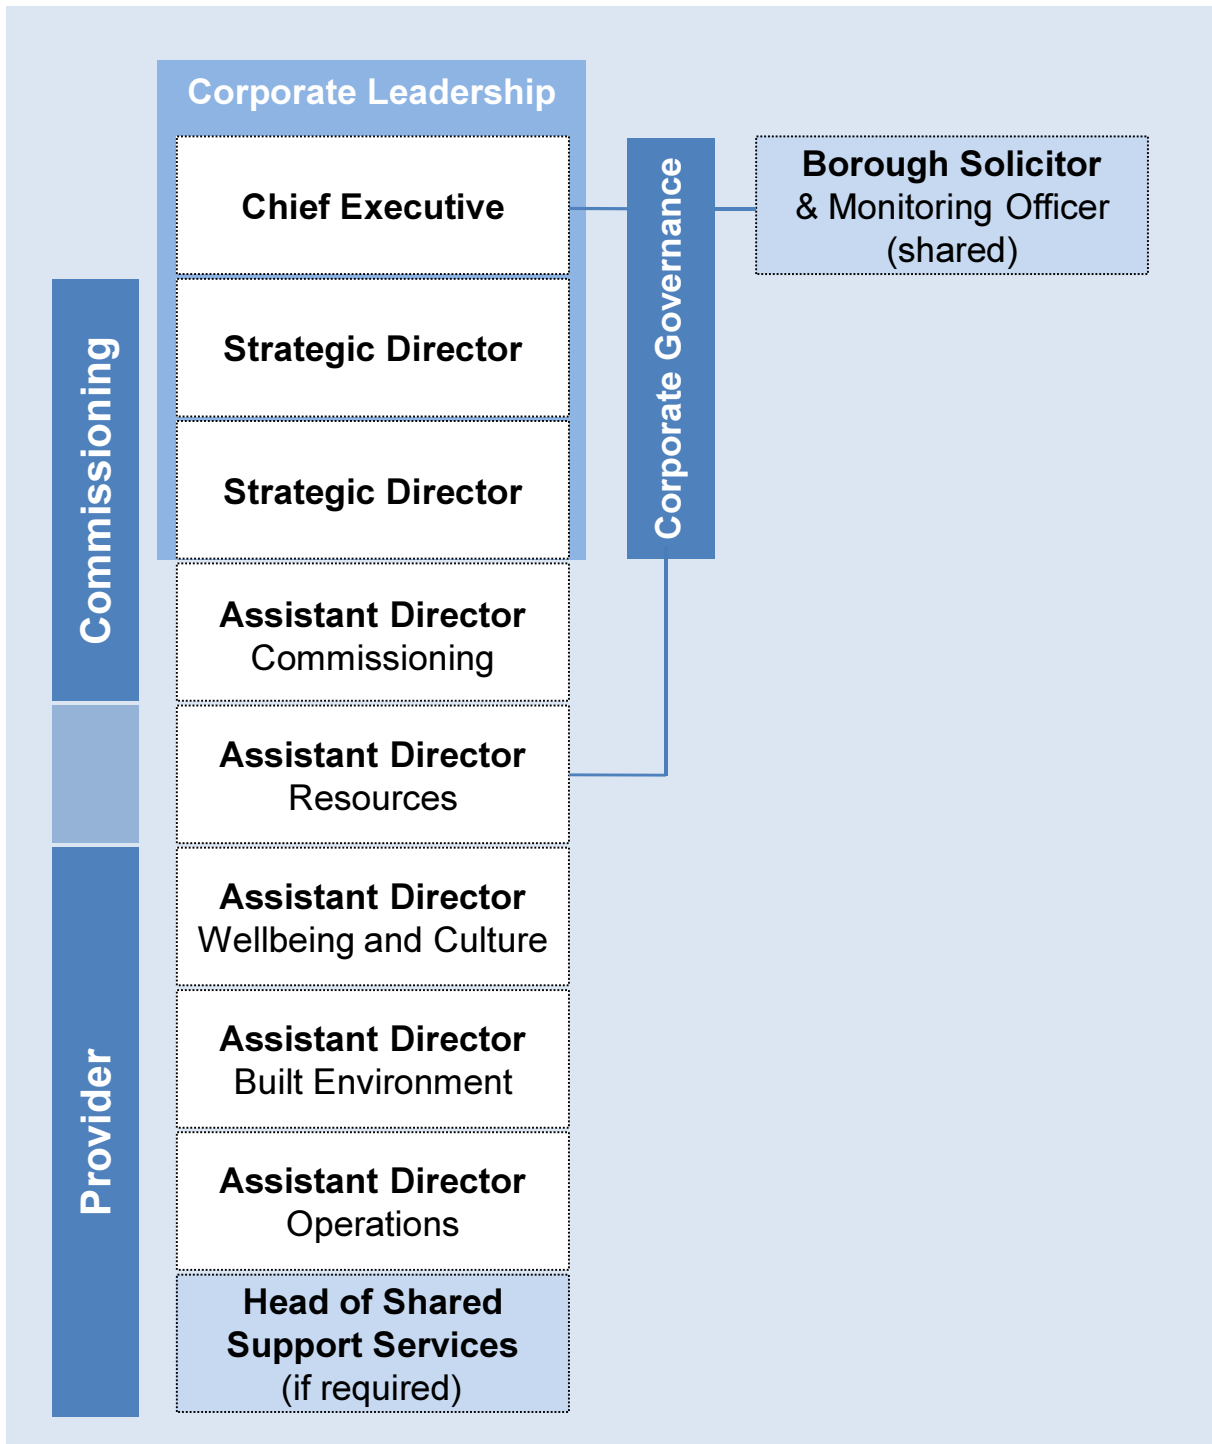 Corporate Leadership
Chief Executive
Corporate Governance
Borough Solicitor
& Monitoring Officer
(shared)
Commissioning
Strategic Director
Strategic Director
Assistant Director
Commissioning
Assistant Director
Resources
Provider
Assistant Director
Wellbeing and Culture
Assistant Director
Built Environment
Assistant Director
Operations
Head of Shared
Support Services
(if required)